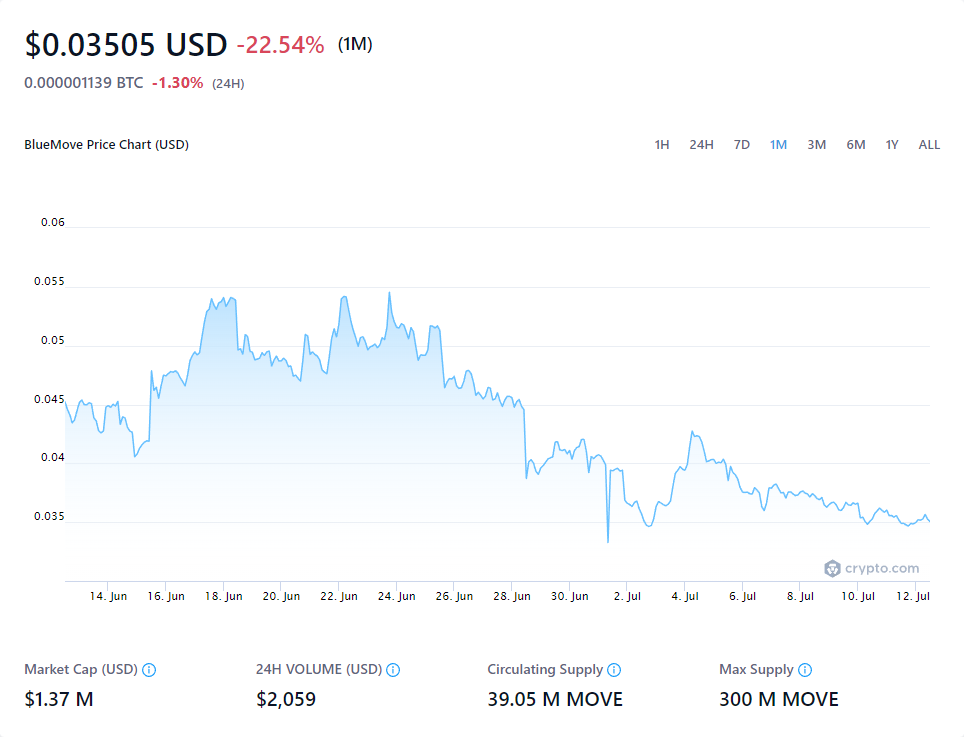 $0.03505 USD -22.54% (1M)
0.000001139 BTC -1.30% (24H)
BlueMove Price Chart (USD) 1H 24H 7D 1M 3M 6M 1Y ALL
0.06
0.055
0.05
0.045
0.04
0.035
crypto.com
14. Jun 16. Jun 18. Jun 20. Jun 22. Jun 24. Jun 26. Jun 28. Jun 30. Jun 2. Jul 4. Jul 6. Jul 8. Jul 10. Jul 12. Jul
Market Cap (USD) 24H VOLUME (USD) Circulating Supply Max Supply
$1.37 M $2,059 39.05 M MOVE 300 M MOVE